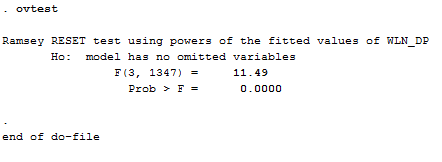 . ovtest
Ramsey RESET test using powers of the fitted values of WLN_DP
Ho: model has no omitted variables
F(3, 1347) = 11.49
Prob > F = 0.0000
.
end of do-file